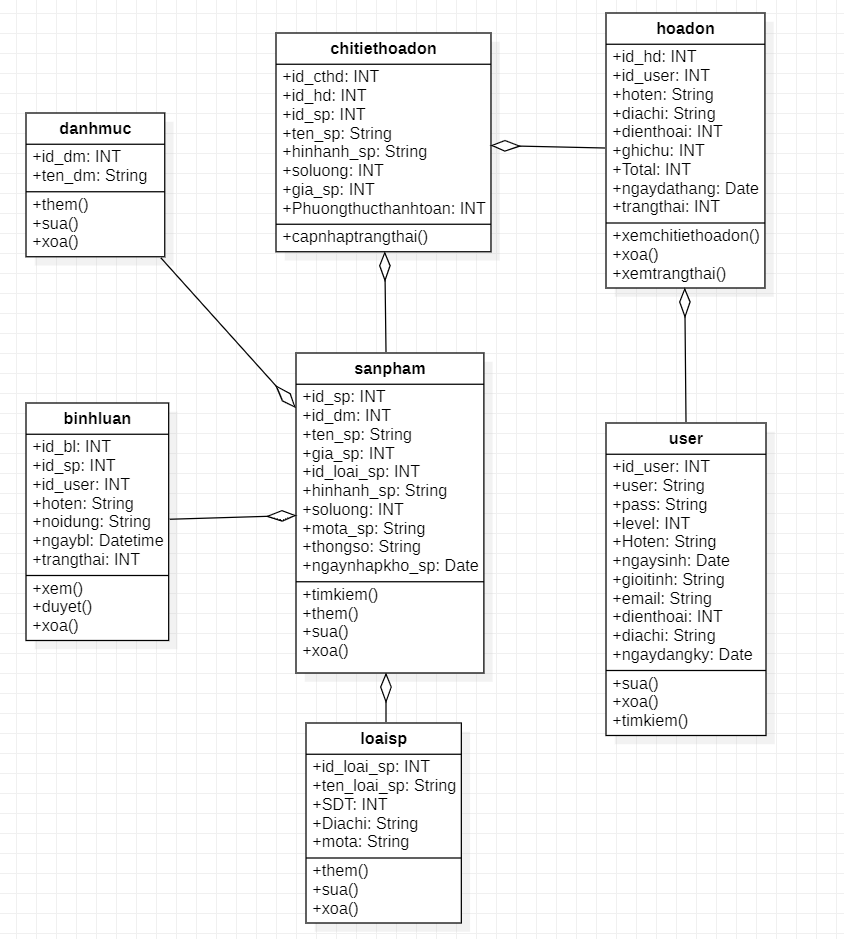 chitiethoadon
+id_cthd: INT
+id_hd: INT
+id_sp: INT
+ten_sp: String
+hinhanh_sp: String
+soluong: INT
+gia_sp: INT
+Phuongthucthanhtoan: INT
+capnhaptrangthai()
hoadon
+id_hd: INT
+id_user: INT
+hoten: String
+diachi: String
+dienthoai: INT
+ghichu: INT
+Total: INT
+ngaydathang: Date
+trangthai: INT
+xemchitiethoadon()
+xoa()
+xemtrangthai()
danhmuc
+id_dm: INT
+ten_dm: String
+them()
+sua()
+xoa()
sanpham
+id_sp: INT
+id_dm: INT
+ten_sp: String
+gia_sp: INT
+id_loai_sp: INT
+hinhanh_sp: String
+soluong: INT
+mota_sp: String
+thongso: String
+ngaynhapkho_sp: Date
+timkiem()
+them()
+sua()
+xoa()
binhluan
+id_bl: INT
+id_sp: INT
+id_user: INT
+hoten: String
+noidung: String
+ngaybl: Datetime
+trangthai: INT
+xem()
+duyet()
+xoa()
user
+id_user: INT
+user: String
+pass: String
+level: INT
+Hoten: String
+ngaysinh: Date
+gioitinh: String
+email: String
+dienthoai: INT
+diachi: String
+ngaydangky: Date
+sua()
+xoa()
+timkiem()
loaisp
+id_loai_sp: INT
+ten_loai_sp: String
+SDT: INT
+Diachi: String
+mota: String
+them()
+sua()
+xoa()